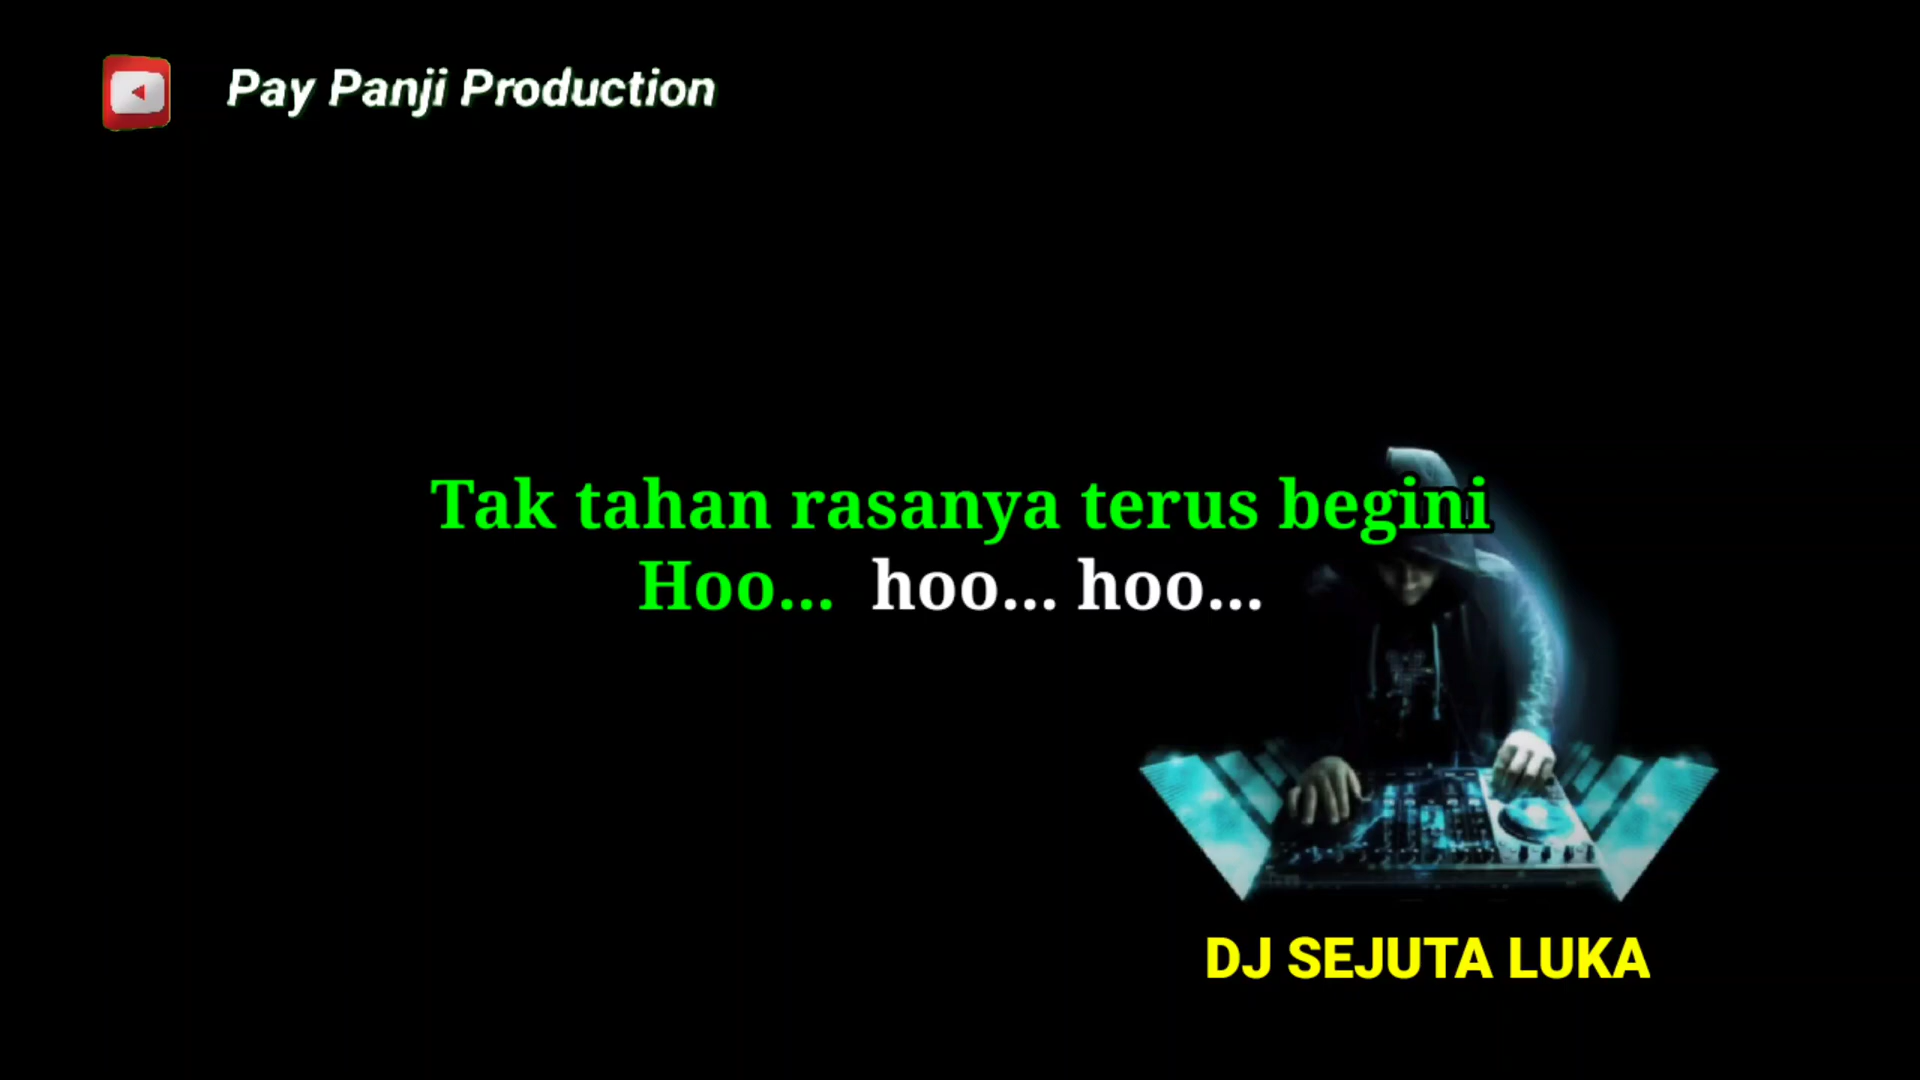 Pay Panji Production
Tak tahan rasanya terus begini
Hoo... hoo... hoo...
DJ SEJUTA LUKA